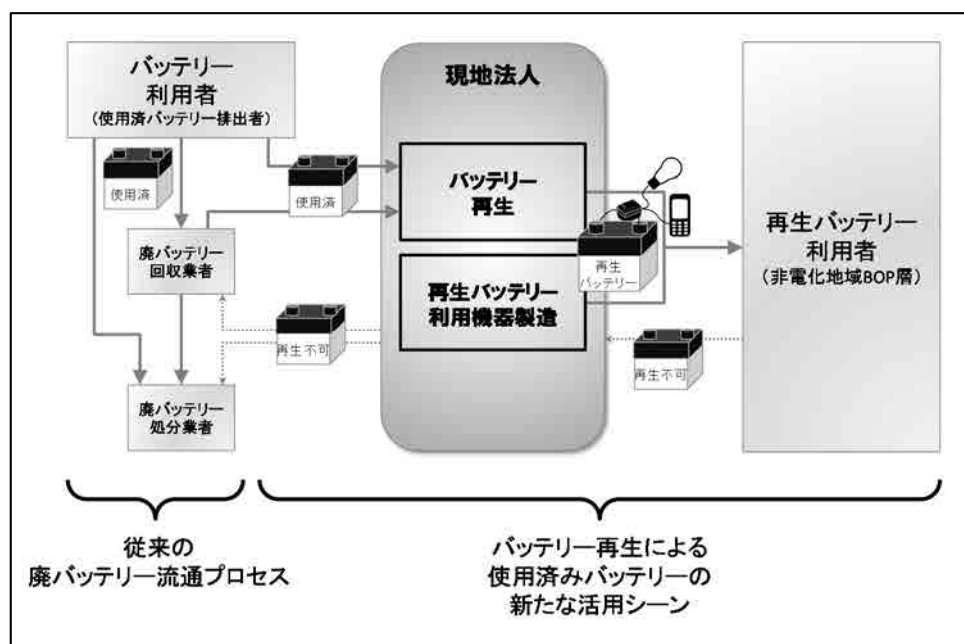 バッテリー
利用者
（使用済バッテリー排出者）
使用済
廃バッテリー
回収業者
廃バッテリー
処分業者
使用済
再生不可
現地法人
バッテリー
再生
再生バッテリー
利用機器製造
再生
バッテリー
再生不可
再生バッテリー
利用者
（非電化地域BOP層）
従来の
廃バッテリー流通プロセス
バッテリー再生による
使用済みバッテリーの
新たな活用シーン